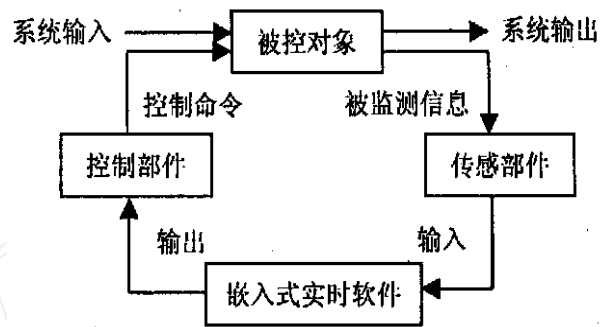 系统输入
被控对象
系统输出
控制命令
被监测信息
控制部件
传感部件
输出
输入
嵌入式实时软件